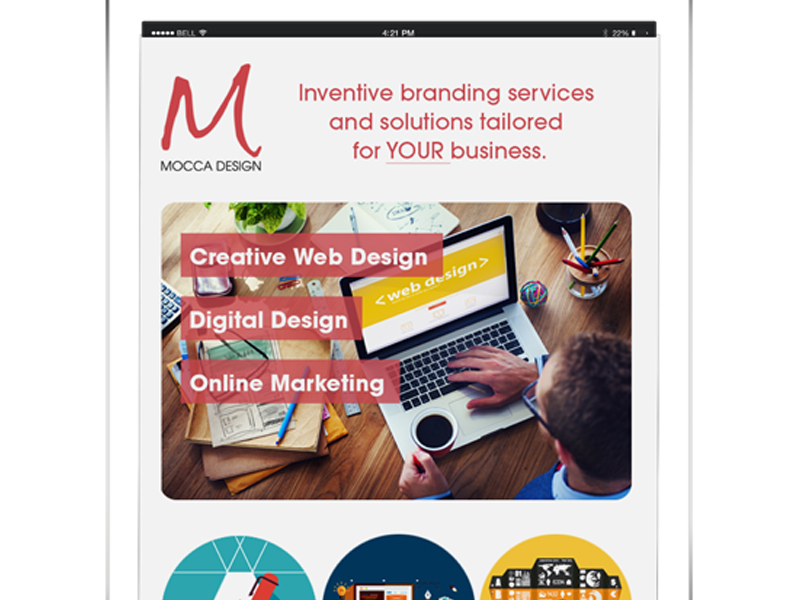 BELL
4:21 PM
22%
M
MOCCA DESIGN
Inventive branding services
and solutions tailored
for YOUR business.
Creative Web Design
Digital Design
Online Marketing
<web design>